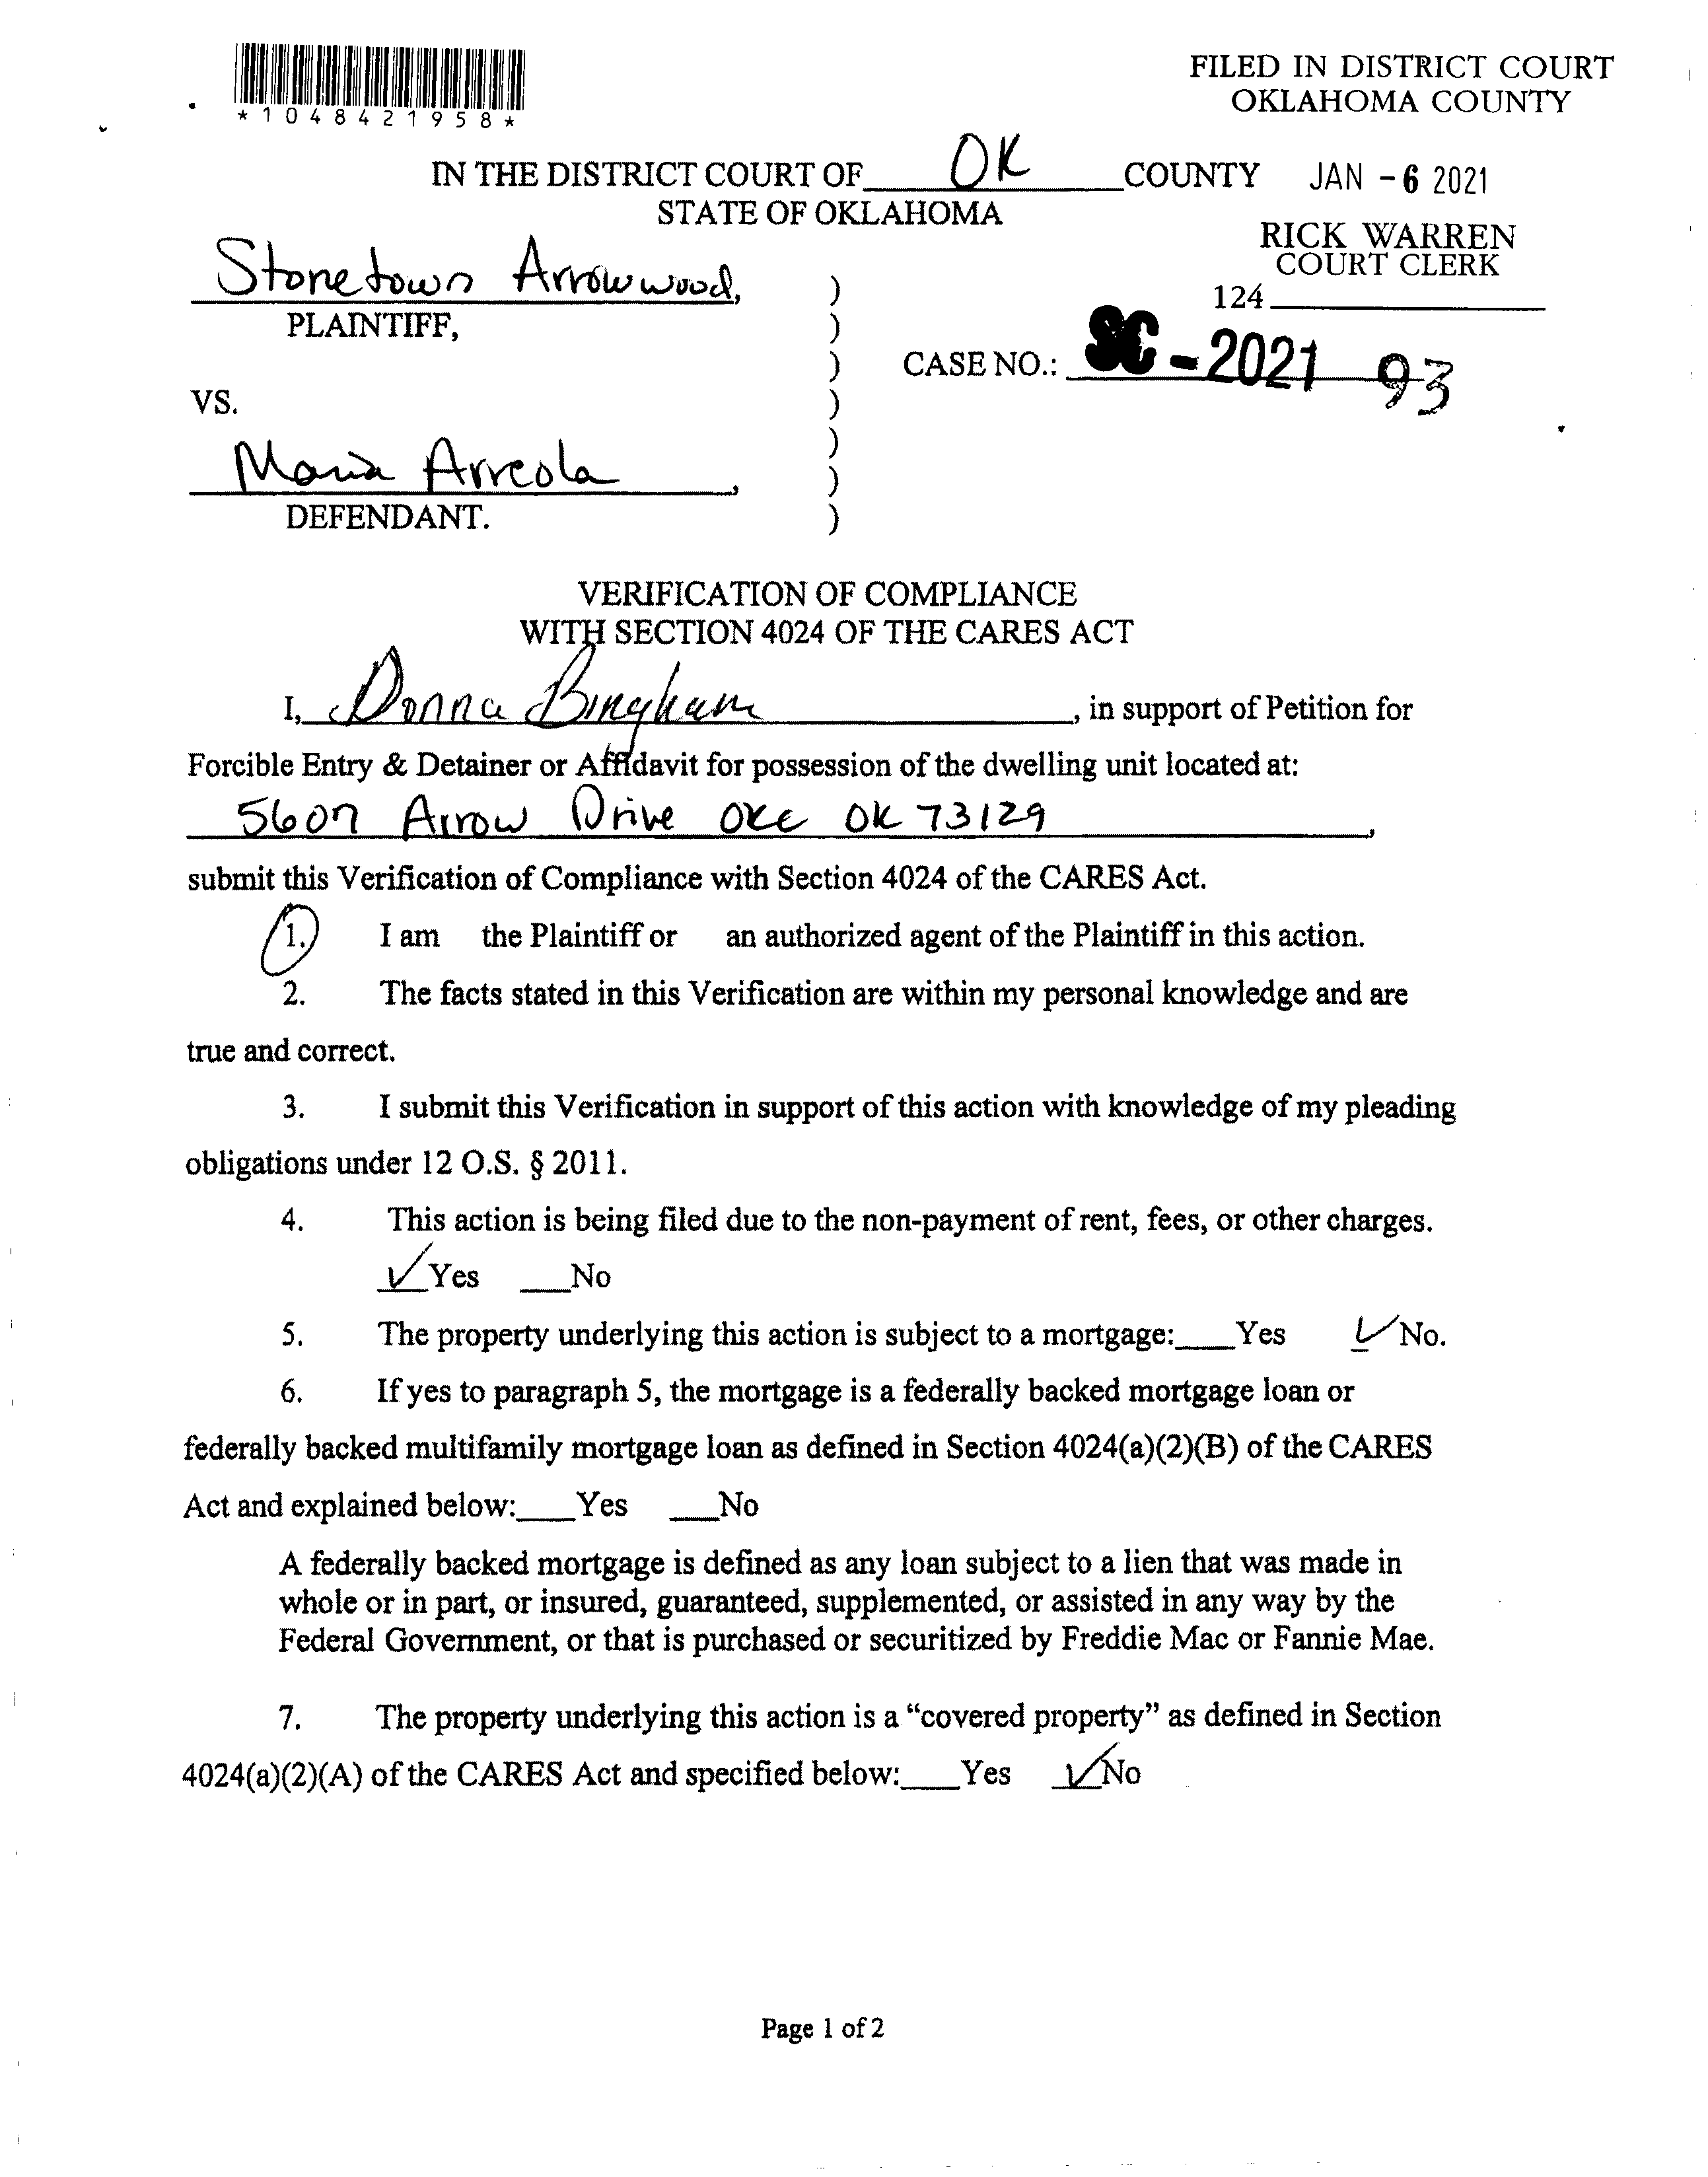 *1048421958*
FILED IN DISTRICT COURT
OKLAHOMA COUNTY
IN THE DISTRICT COURT OF OK COUNTY JAN -6 2021
STATE OF OKLAHOMA
RICK WARREN
COURT CLERK
Stonetown Arrowwood, )
124
PLAINTIFF, )
) CASE NO.: SC-2021 93
VS. )
)
Maria Arreola, )
DEFENDANT. )
VERIFICATION OF COMPLIANCE
WITH SECTION 4024 OF THE CARES ACT
I, Donna Bingham, in support of Petition for
Forcible Entry & Detainer or Affidavit for possession of the dwelling unit located at:
5607 Arrow Drive OKC OK 73129,
submit this Verification of Compliance with Section 4024 of the CARES Act.
1. I am the Plaintiff or an authorized agent of the Plaintiff in this action.
2. The facts stated in this Verification are within my personal knowledge and are
true and correct.
3. I submit this Verification in support of this action with knowledge of my pleading
obligations under 12 O.S. § 2011.
4. This action is being filed due to the non-payment of rent, fees, or other charges.
✓Yes ___No
5. The property underlying this action is subject to a mortgage:___Yes ✓No.
6. If yes to paragraph 5, the mortgage is a federally backed mortgage loan or
federally backed multifamily mortgage loan as defined in Section 4024(a)(2)(B) of the CARES
Act and explained below:___Yes ___No
A federally backed mortgage is defined as any loan subject to a lien that was made in
whole or in part, or insured, guaranteed, supplemented, or assisted in any way by the
Federal Government, or that is purchased or securitized by Freddie Mac or Fannie Mae.
7. The property underlying this action is a “covered property” as defined in Section
4024(a)(2)(A) of the CARES Act and specified below:___Yes ✓No
Page 1 of 2